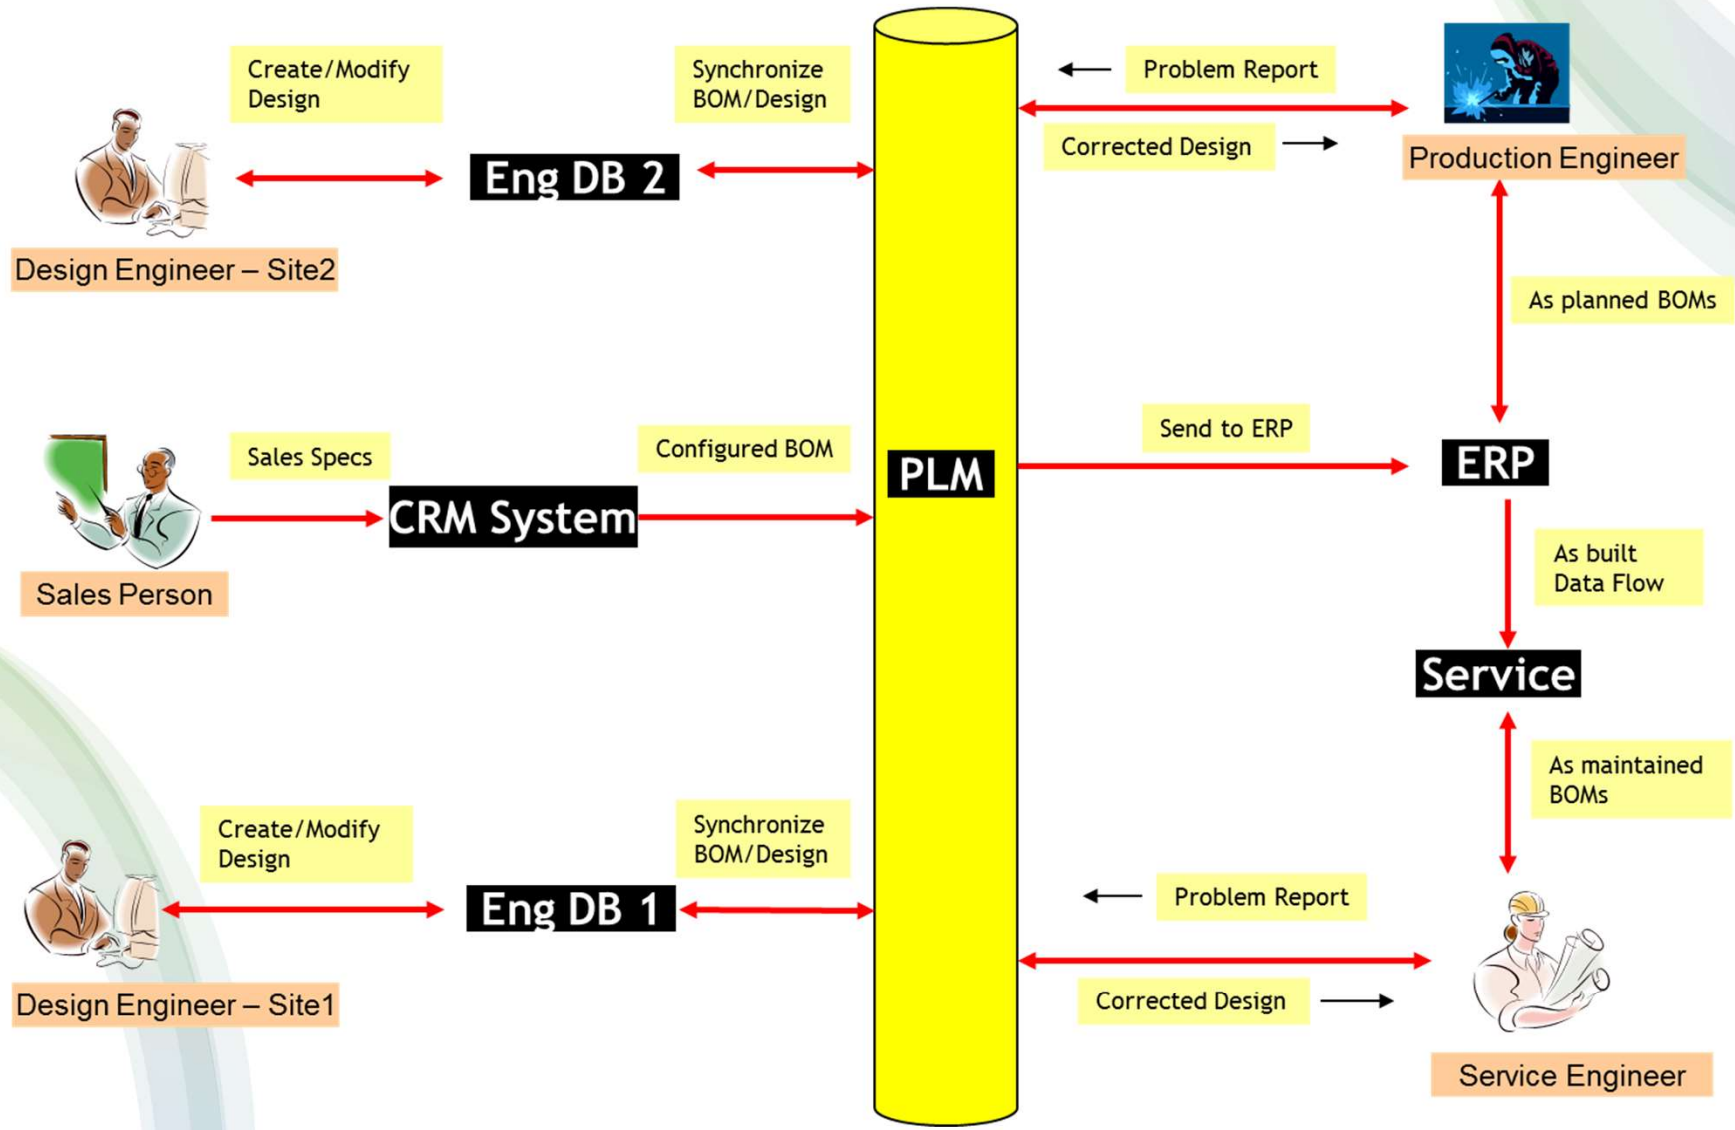 Create/Modify
Design
Synchronize
BOM/Design
Eng DB 2
Design Engineer – Site2
Problem Report
Corrected Design
Production Engineer
As planned BOMs
Sales Specs
Configured BOM
CRM System
Sales Person
PLM
Send to ERP
ERP
As built
Data Flow
Service
As maintained
BOMs
Create/Modify
Design
Synchronize
BOM/Design
Eng DB 1
Design Engineer – Site1
Problem Report
Corrected Design
Service Engineer